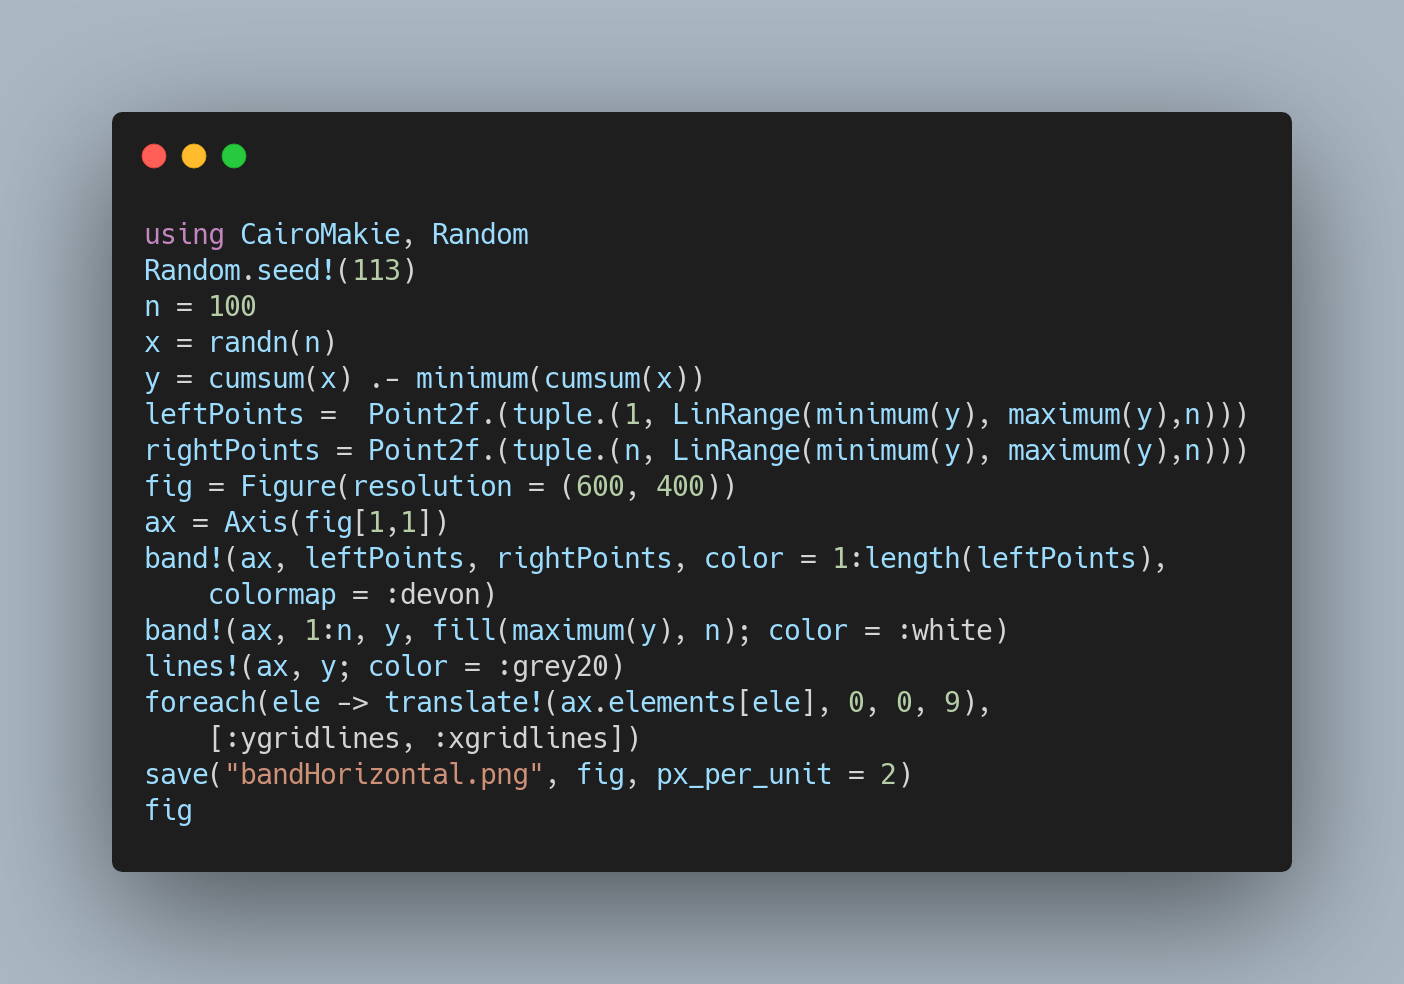 using CairoMakie, Random
Random.seed!(113)
n = 100
x = randn(n)
y = cumsum(x) .- minimum(cumsum(x))
leftPoints =  Point2f.(tuple.(1, LinRange(minimum(y), maximum(y),n)))
rightPoints = Point2f.(tuple.(n, LinRange(minimum(y), maximum(y),n)))
fig = Figure(resolution = (600, 400))
ax = Axis(fig[1,1])
band!(ax, leftPoints, rightPoints, color = 1:length(leftPoints),
    colormap = :devon)
band!(ax, 1:n, y, fill(maximum(y), n); color = :white)
lines!(ax, y; color = :grey20)
foreach(ele -> translate!(ax.elements[ele], 0, 0, 9),
    [:ygridlines, :xgridlines])
save("bandHorizontal.png", fig, px_per_unit = 2)
fig